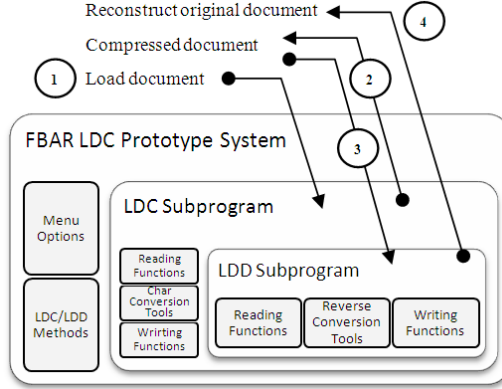 Reconstruct original document
4
Compressed document
1
Load document
2
3
FBAR LDC Prototype System
Menu
Options
LDC/LDD
Methods
LDC Subprogram
Reading
Functions
Char
Conversion
Tools
Wrirting
Functions
LDD Subprogram
Reading
Functions
Reverse
Conversion
Tools
Writing
Functions